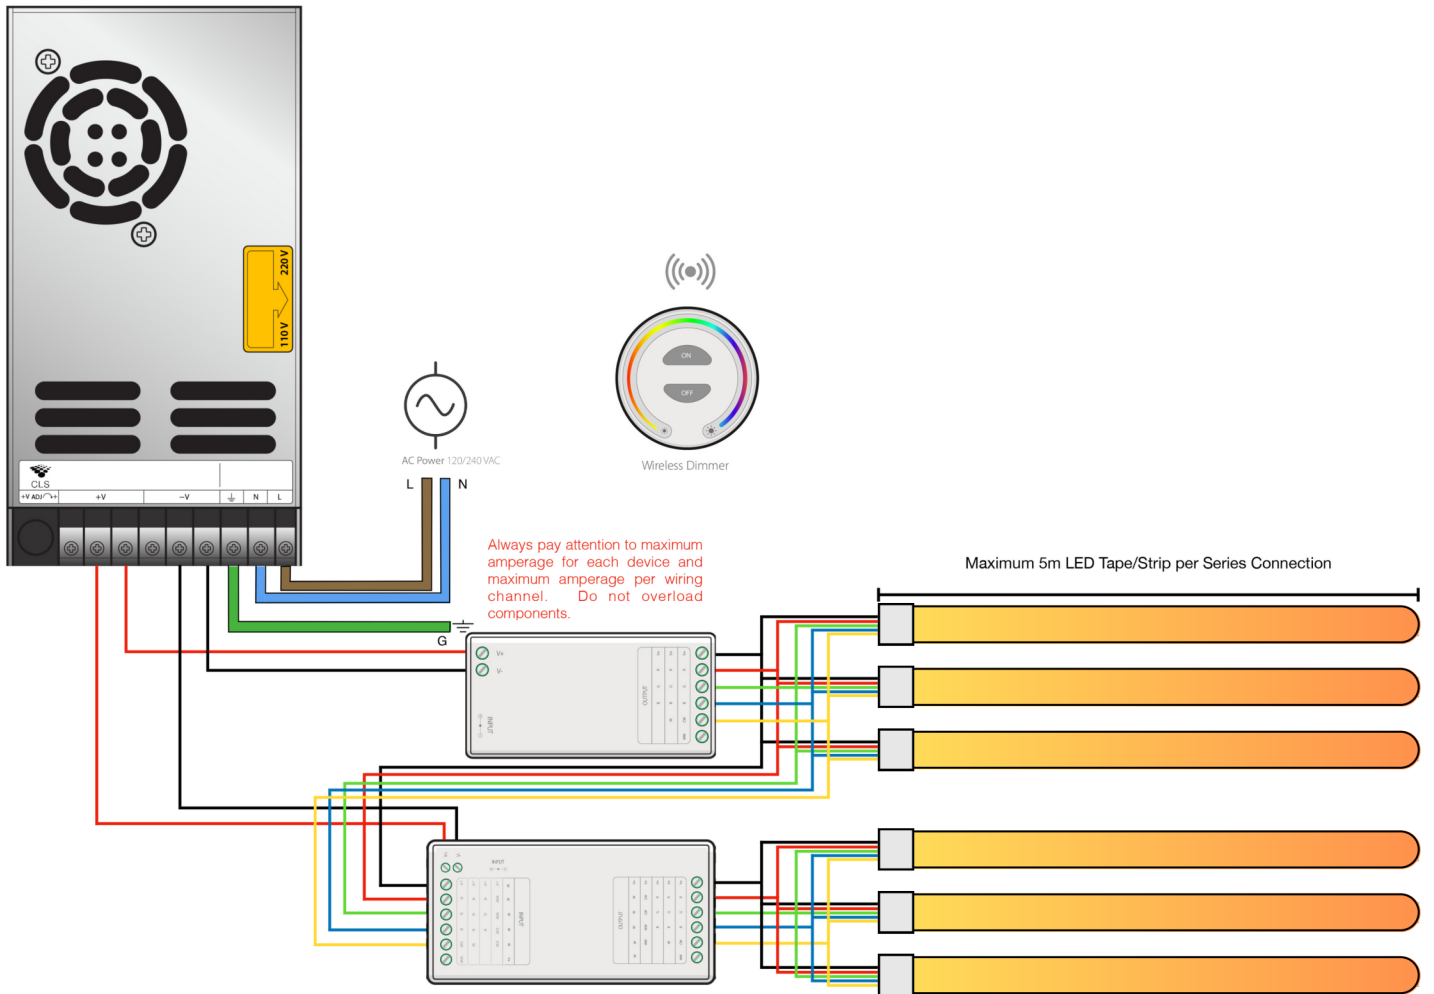 220 V
110 V
CLS
+V ADJ
+V
−V
N
L
ON
OFF
Wireless Dimmer
AC Power 120/240 VAC
L
N
G
Always pay attention to maximum
amperage for each device and
maximum amperage per wiring
channel. Do not overload
components.
Maximum 5m LED Tape/Strip per Series Connection
V+
V-
OUTPUT
INPUT
INPUT
INPUT
OUTPUT